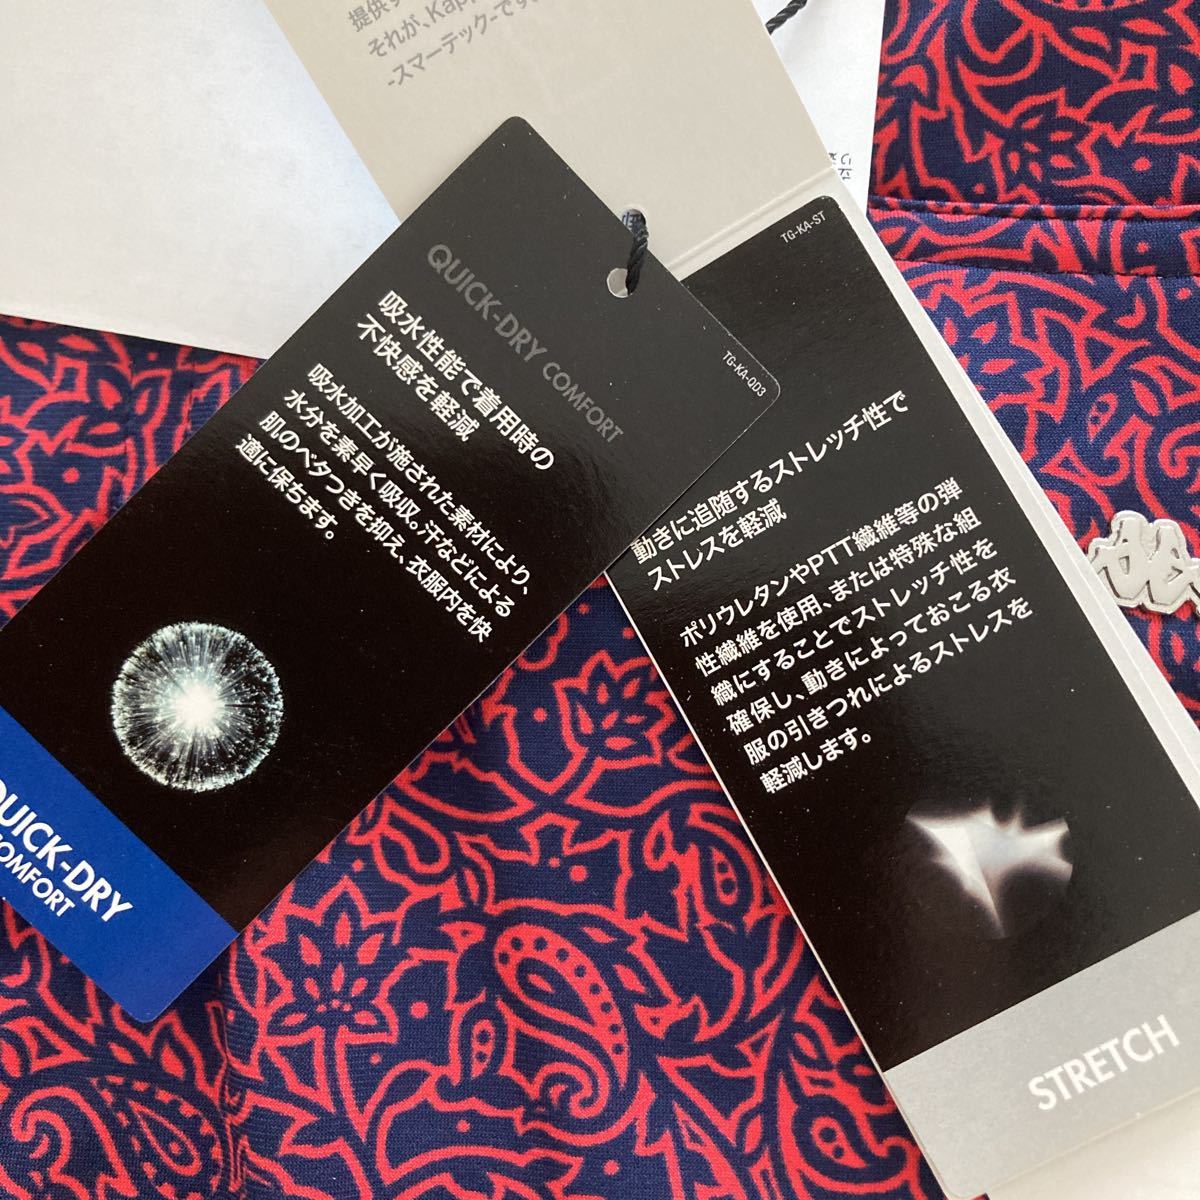 提供す
それが、Kapp
-スマーテック-です。
QUICK-DRY COMFORT
TG-KA-QD3
吸水性能で着用時の
不快感を軽減
吸水加工が施された素材により、
水分を素早く吸収。汗などによる
肌のベタつきを抑え、衣服内を快
適に保ちます。
QUICK-DRY
COMFORT
TG-KA-ST
動きに追随するストレッチ性で
ストレスを軽減
ポリウレタンやPTT繊維等の弾
性繊維を使用、または特殊な組
織にすることでストレッチ性を
確保し、動きによっておこる衣
服の引きつれによるストレスを
軽減します。
STRETCH